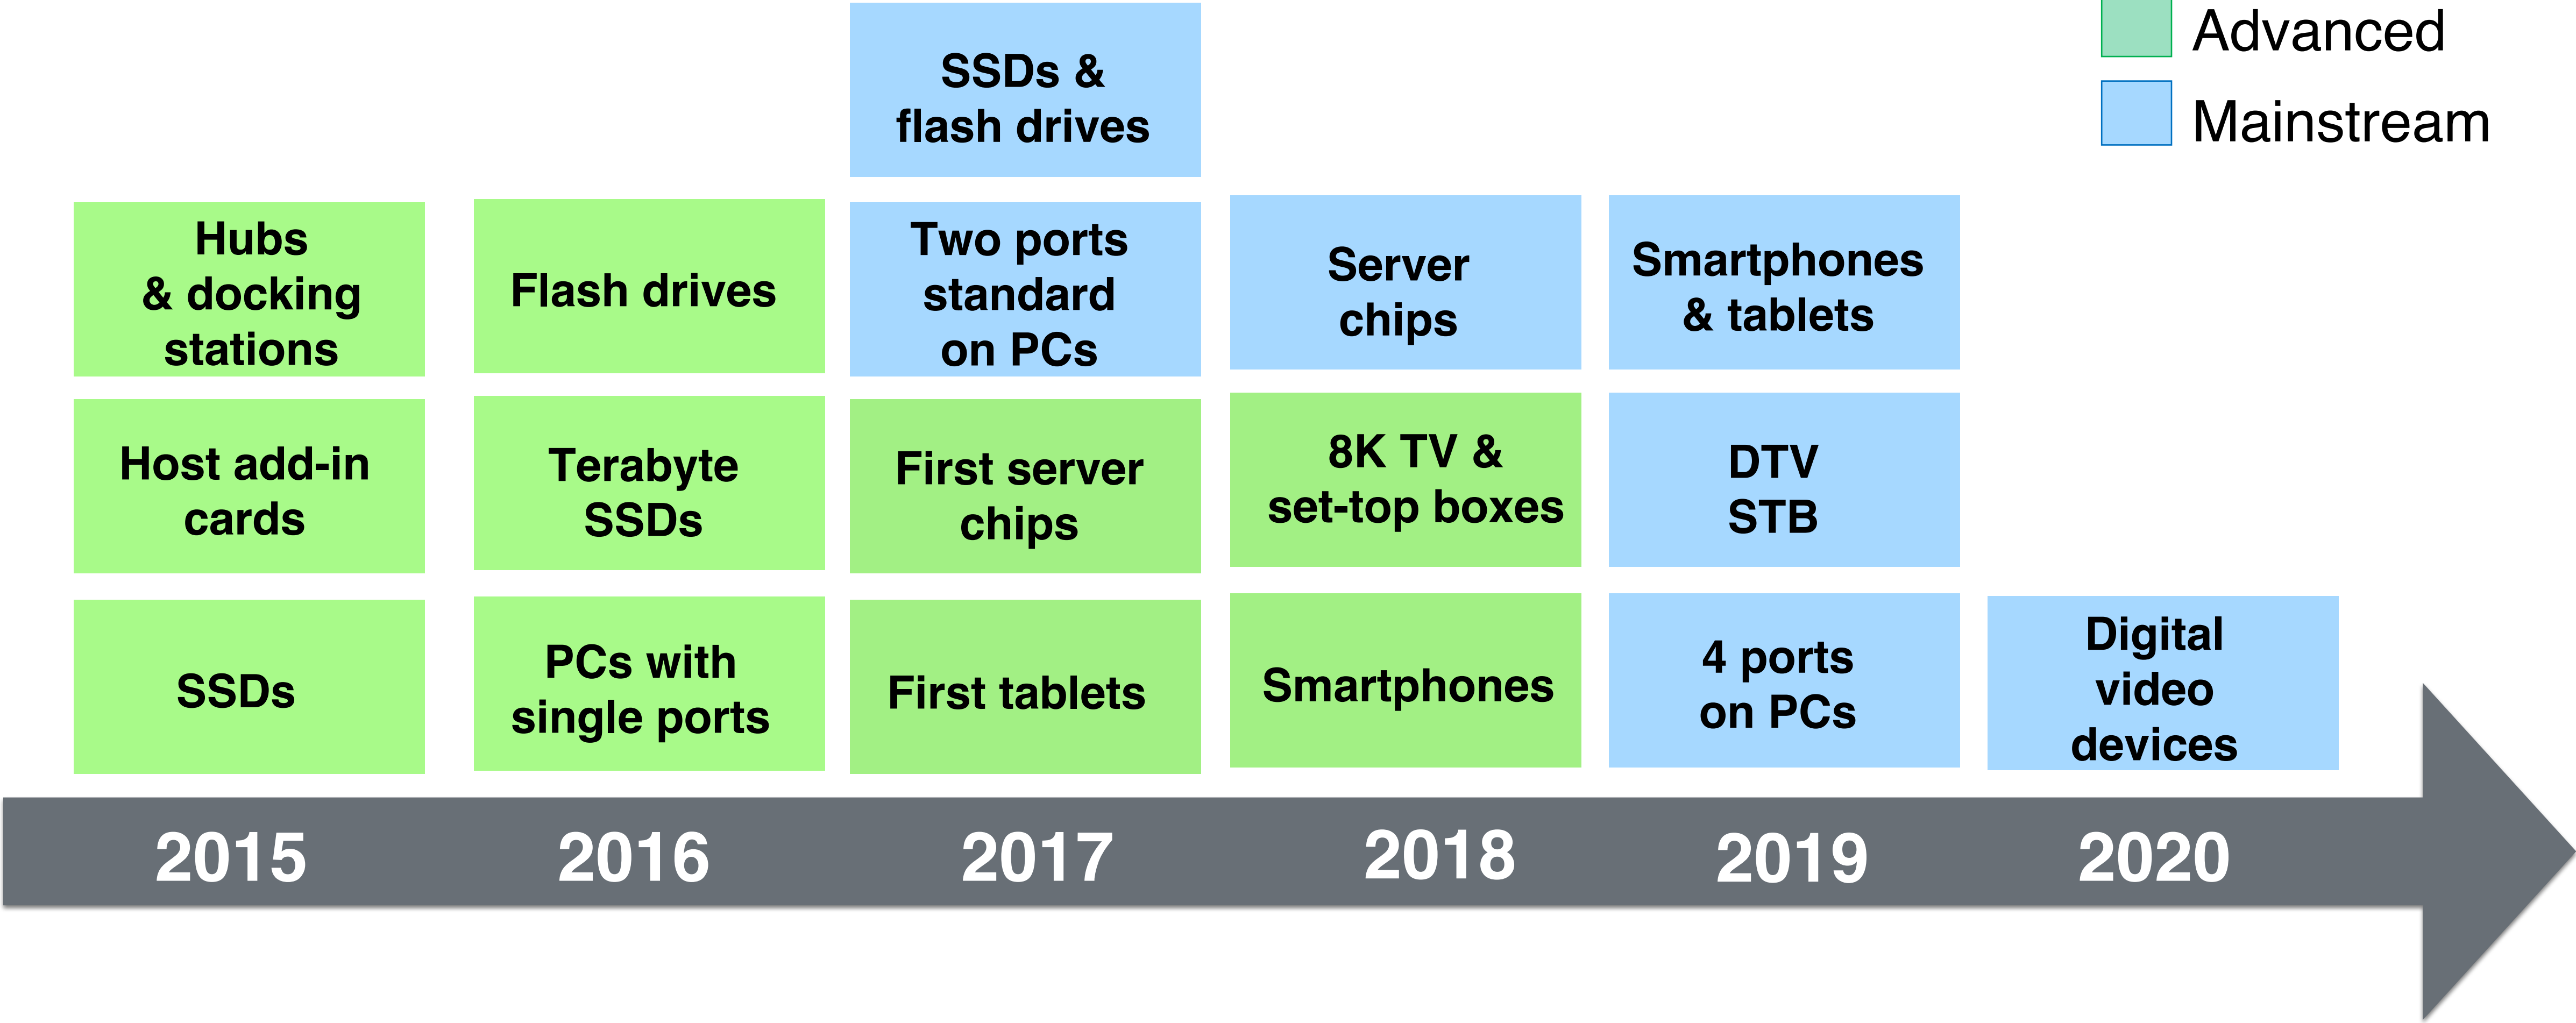 Advanced
Mainstream
SSDs &
flash drives
Hubs
& docking
stations
Flash drives
Two ports
standard
on PCs
Server
chips
Smartphones
& tablets
Host add-in
cards
Terabyte
SSDs
First server
chips
8K TV &
set-top boxes
DTV
STB
SSDs
PCs with
single ports
First tablets
Smartphones
4 ports
on PCs
Digital
video
devices
2015
2016
2017
2018
2019
2020